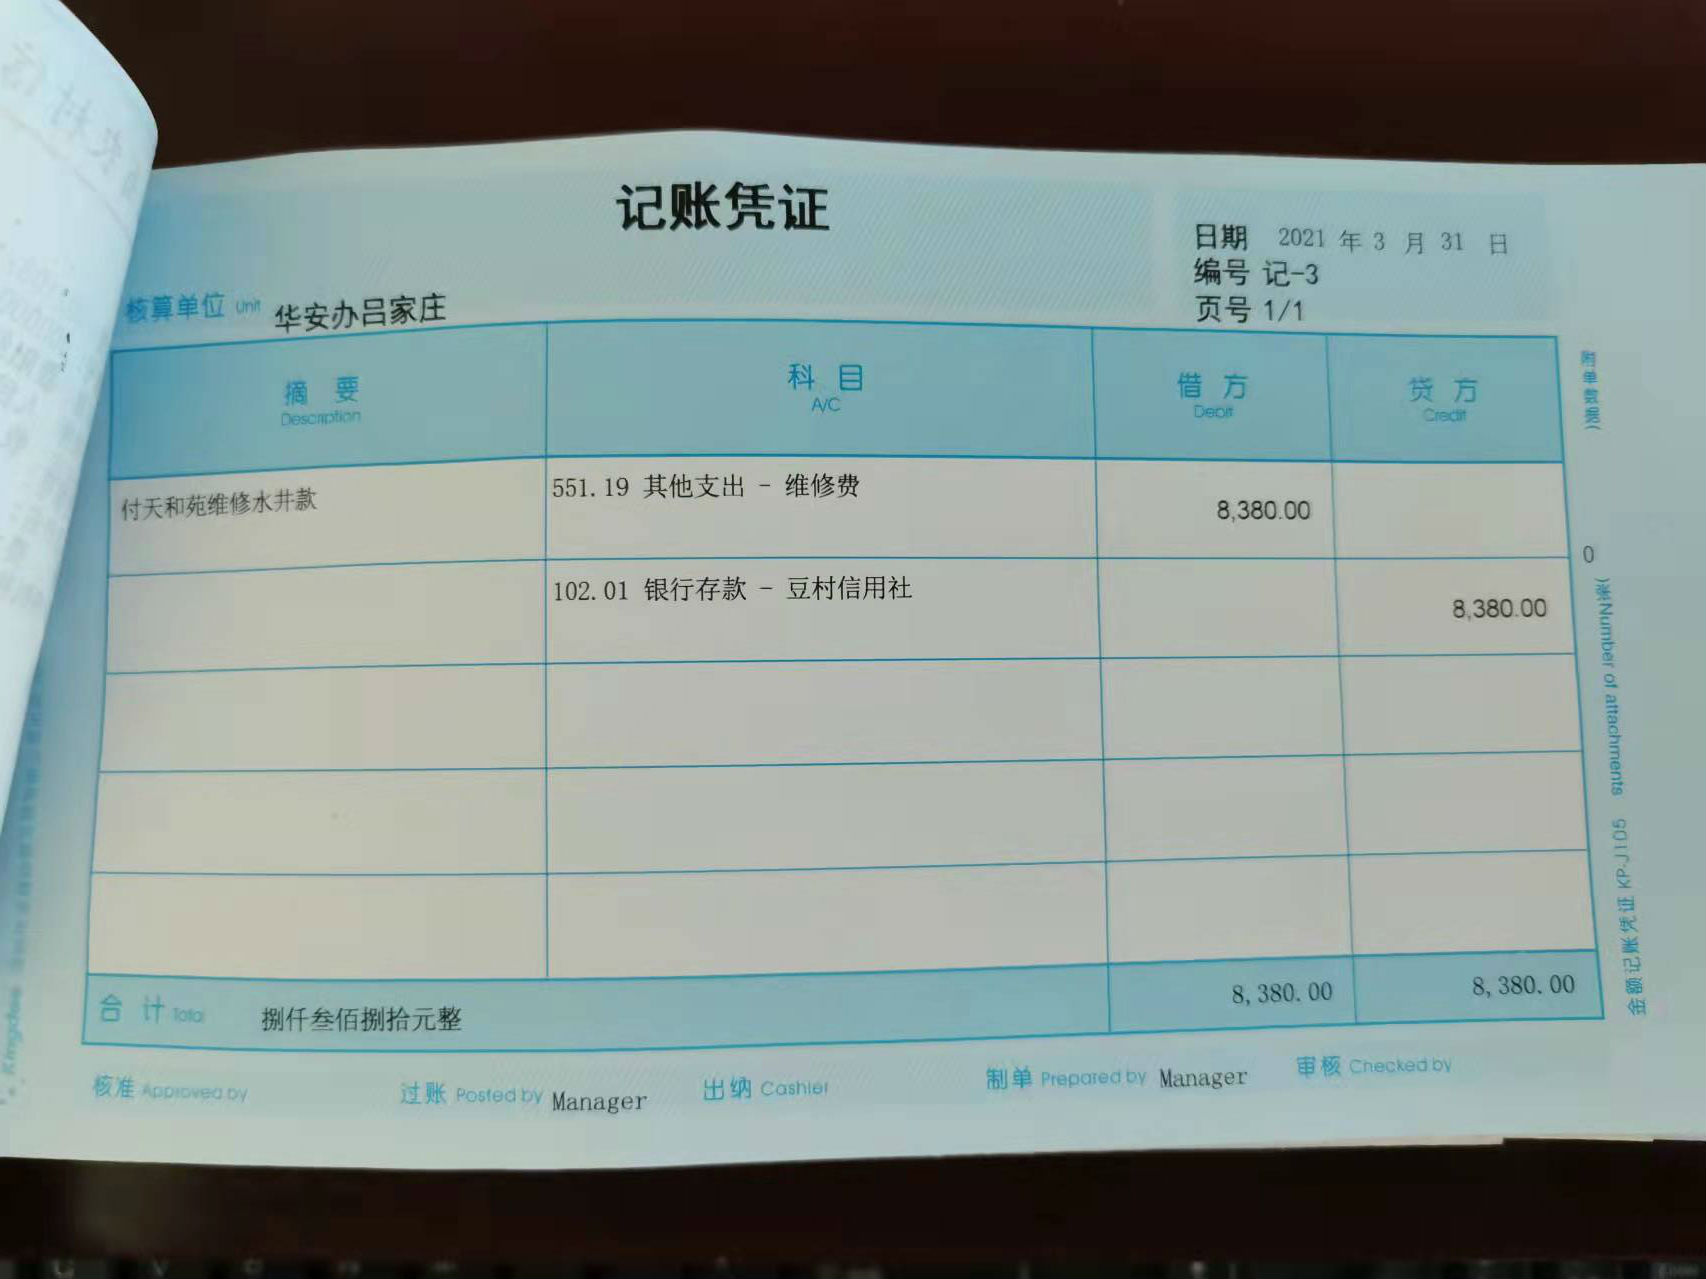 记账凭证
日期 2021 年 3 月 31 日
编号 记-3
页号 1/1
核算单位 Unit 华安办吕家庄
摘 要 科 目 借 方 贷 方
Description A/C Debit Credit
付天和苑维修水井款 551.19 其他支出 - 维修费 8,380.00
102.01 银行存款 - 豆村信用社 8,380.00
合 计 Total 捌仟叁佰捌拾元整 8,380.00 8,380.00
核准 Approved by 过账 Posted by Manager 出纳 Cashier 制单 Prepared by Manager 审核 Checked by
附单数据)
0
)张Number of attachments
金额记账凭证 KP-J105
Kingdee